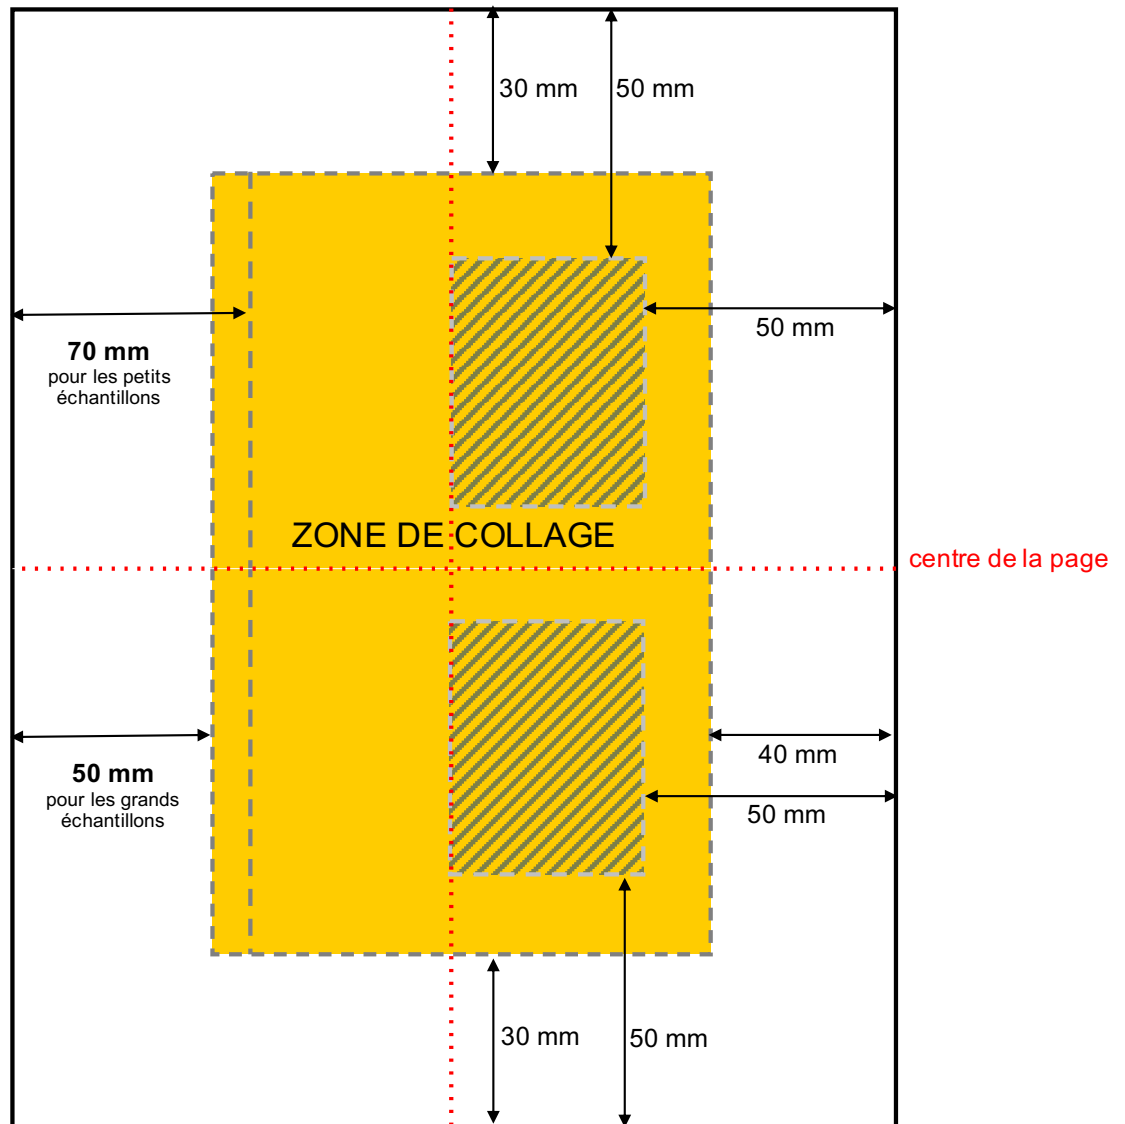 30 mm
50 mm
50 mm
70 mm
pour les petits
échantillons
ZONE DE COLLAGE
centre de la page
40 mm
50 mm
pour les grands
échantillons
50 mm
30 mm
50 mm